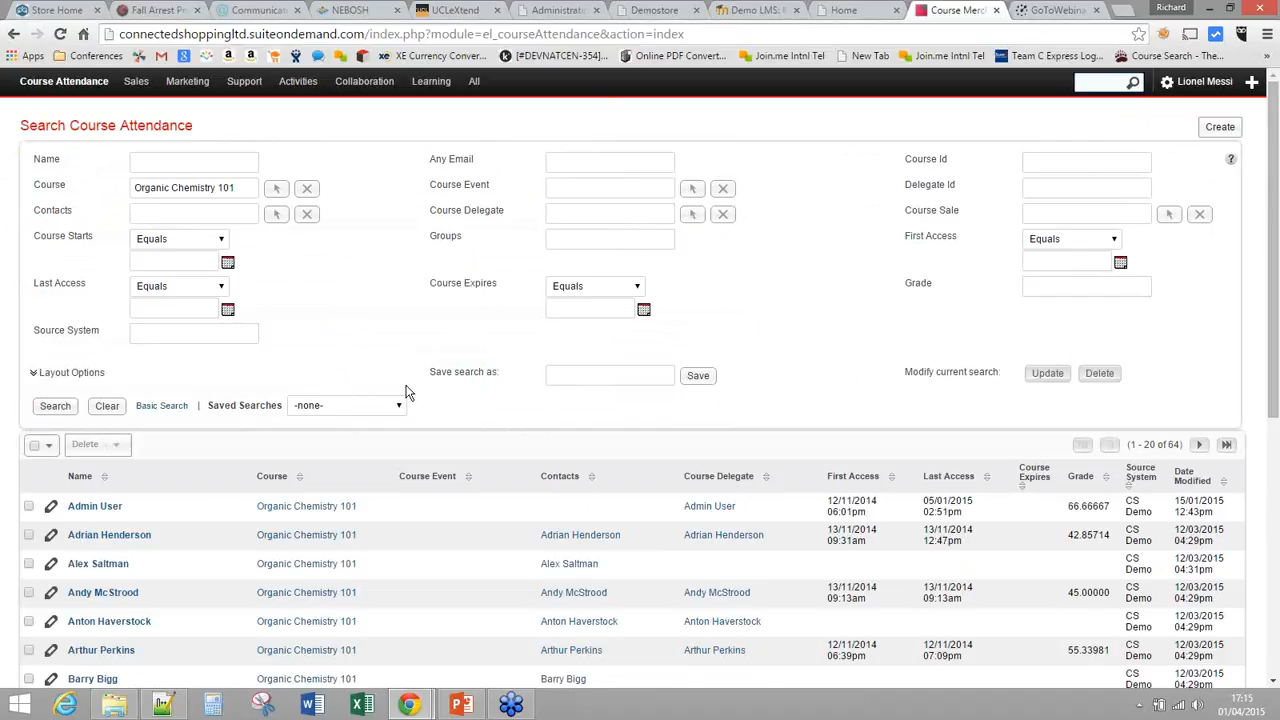 Store Home
Fall Arrest Pr
Communicat
NEBOSH
UCLeXtend
Administrat
Demostore
Demo LMS:
Home
Course Merc
GoToWebina
Richard
connectedshoppingltd.suiteondemand.com/index.php?module=el_courseAttendance&action=index
Apps Conferences XE Currency Conver... [#DEVNATCEN-354]... Online PDF Convert... Join.me Intnl Tel New Tab Join.me Intnl Tel Team C Express Log... Course Search - The...
Course Attendance Sales Marketing Support Activities Collaboration Learning All Lionel Messi
Search Course Attendance
Create
Name Any Email Course Id ?
Course Organic Chemistry 101 Course Event Delegate Id
Contacts Course Delegate Course Sale
Course Starts Equals Groups First Access Equals
Last Access Equals Course Expires Equals Grade
Source System
Layout Options Save search as: Save Modify current search: Update Delete
Search Clear Basic Search | Saved Searches -none-
Delete (1 - 20 of 64)
Name Course Course Event Contacts Course Delegate First Access Last Access Course Expires Grade Source System Date Modified
Admin User Organic Chemistry 101 Admin User 12/11/2014 06:01pm 05/01/2015 02:51pm 66.66667 CS Demo 15/01/2015 12:43pm
Adrian Henderson Organic Chemistry 101 Adrian Henderson Adrian Henderson 13/11/2014 09:31am 13/11/2014 12:47pm 42.85714 CS Demo 12/03/2015 04:29pm
Alex Saltman Organic Chemistry 101 Alex Saltman CS Demo 12/03/2015 04:31pm
Andy McStrood Organic Chemistry 101 Andy McStrood Andy McStrood 13/11/2014 09:13am 13/11/2014 09:13am 45.00000 CS Demo 12/03/2015 04:29pm
Anton Haverstock Organic Chemistry 101 Anton Haverstock Anton Haverstock CS Demo 12/03/2015 04:29pm
Arthur Perkins Organic Chemistry 101 Arthur Perkins Arthur Perkins 12/11/2014 06:39pm 12/11/2014 07:09pm 55.33981 CS Demo 12/03/2015 04:29pm
Barry Bigg Organic Chemistry 101 Barry Bigg CS Demo 12/03/2015
17:15
01/04/2015